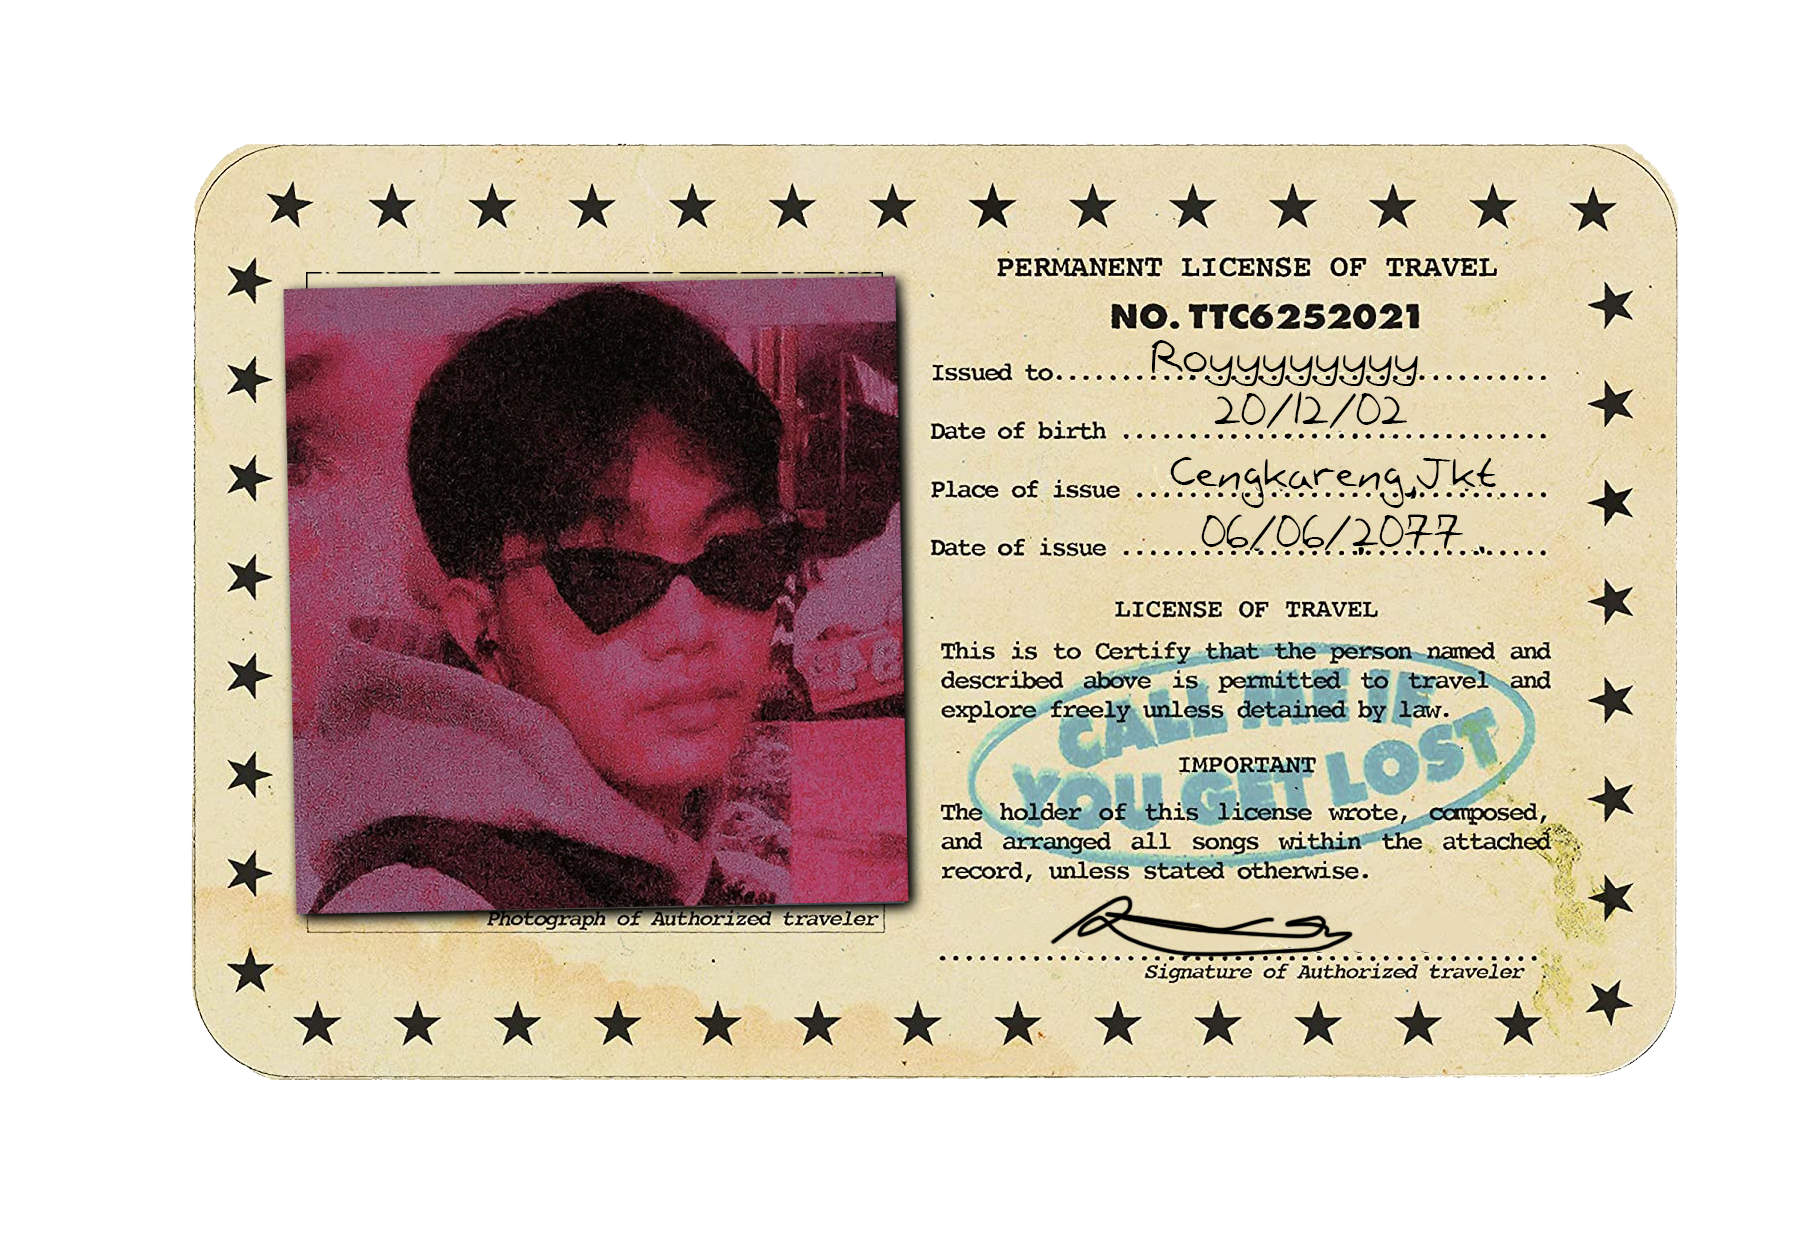 PERMANENT LICENSE OF TRAVEL
NO. TTC6252021
Issued to Royyyyyyyyy
Date of birth 20/12/02
Place of issue Cengkareng, Jkt
Date of issue 06/06/2077
LICENSE OF TRAVEL
This is to Certify that the person named and
described above is permitted to travel and
explore freely unless detained by law.
CALL ME IF
YOU GET LOST
IMPORTANT
The holder of this license wrote, composed,
and arranged all songs within the attached
record, unless stated otherwise.
Signature of Authorized traveler
Photograph of Authorized traveler